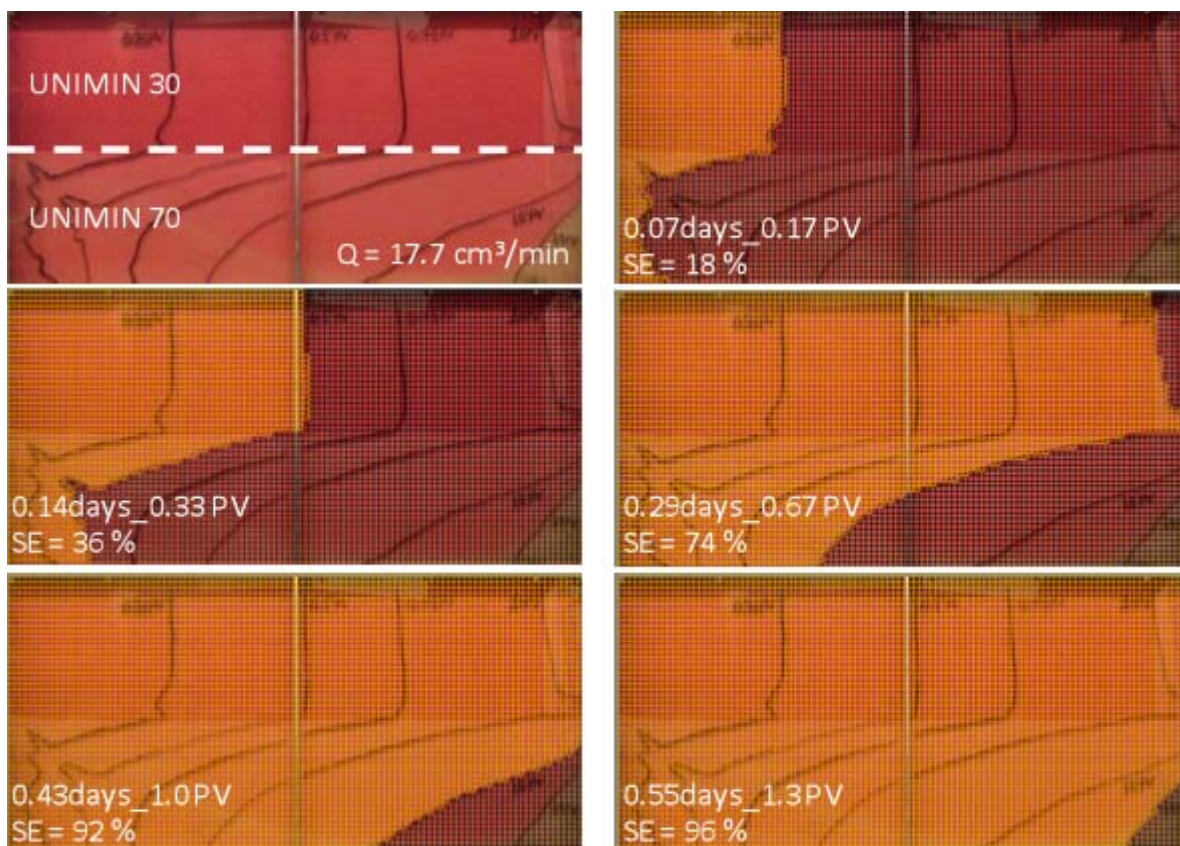 UNIMIN 30
UNIMIN 70
Q = 17.7 cm³/min
0.07days_0.17 PV
SE = 18 %
0.14days_0.33 PV
SE = 36 %
0.29days_0.67 PV
SE = 74 %
0.43days_1.0 PV
SE = 92 %
0.55days_1.3 PV
SE = 96 %